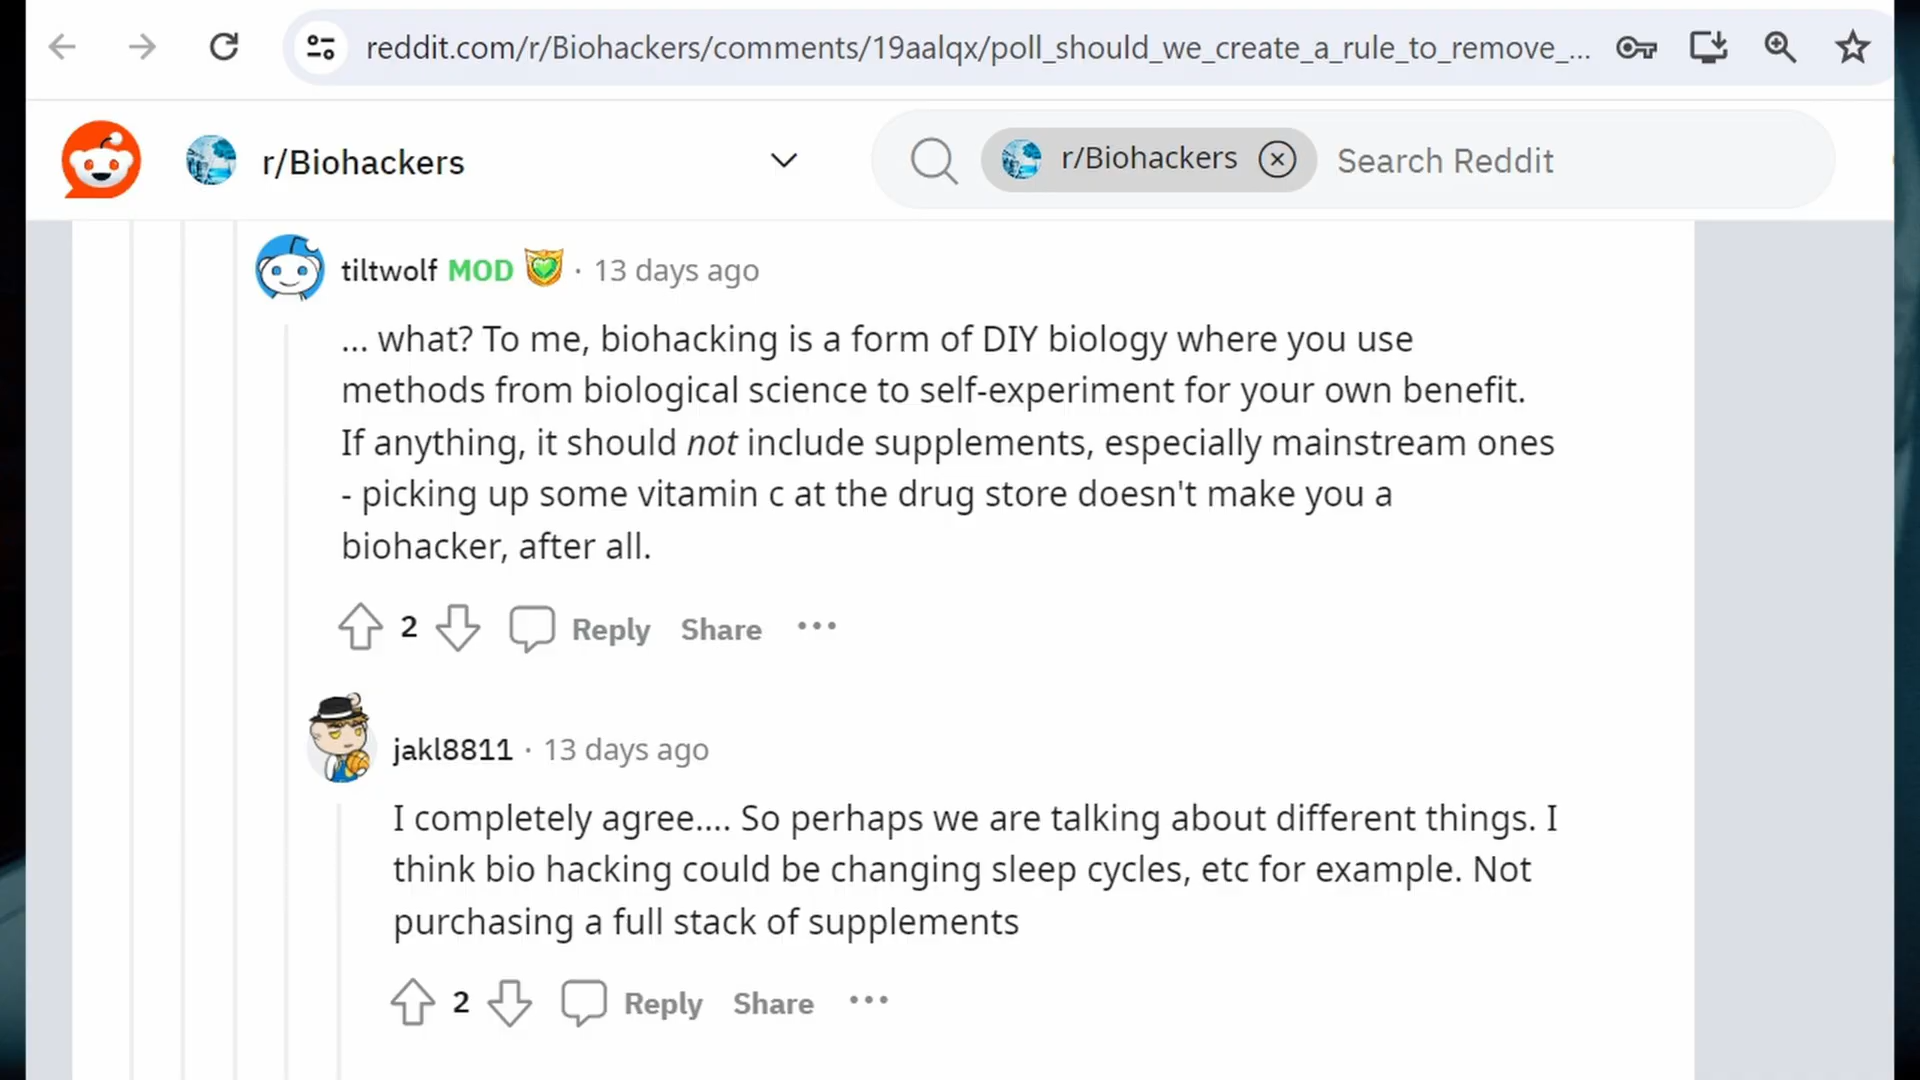 reddit.com/r/Biohackers/comments/19aalqx/poll_should_we_create_a_rule_to_remove_...
r/Biohackers
r/Biohackers Search Reddit
tiltwolf MOD · 13 days ago
... what? To me, biohacking is a form of DIY biology where you use
methods from biological science to self-experiment for your own benefit.
If anything, it should not include supplements, especially mainstream ones
- picking up some vitamin c at the drug store doesn't make you a
biohacker, after all.
2 Reply Share ...
jakl8811 · 13 days ago
I completely agree.... So perhaps we are talking about different things. I
think bio hacking could be changing sleep cycles, etc for example. Not
purchasing a full stack of supplements
2 Reply Share ...